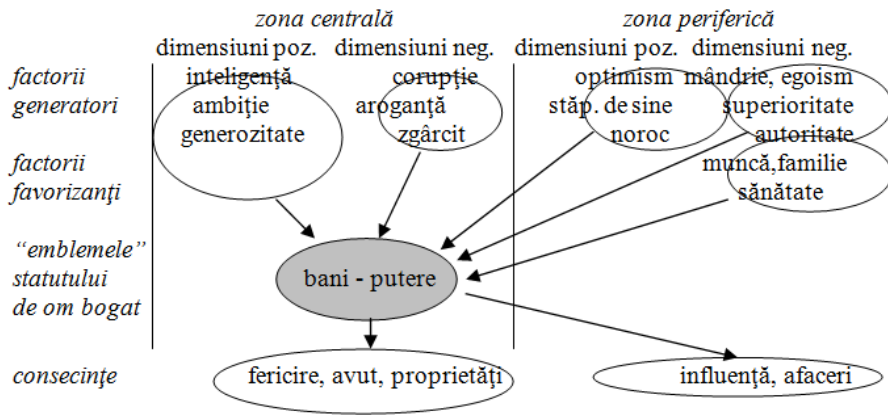 zona centrală zona periferică
dimensiuni poz. dimensiuni neg. dimensiuni poz. dimensiuni neg.
factorii inteligenţă corupţie optimism mândrie, egoism
generatori ambiţie aroganţă stăp. de sine superioritate
generozitate zgârcit noroc autoritate
factorii muncă,familie
favorizanţi sănătate
“emblemele”
statutului bani - putere
de om bogat
consecinţe fericire, avut, proprietăţi influenţă, afaceri